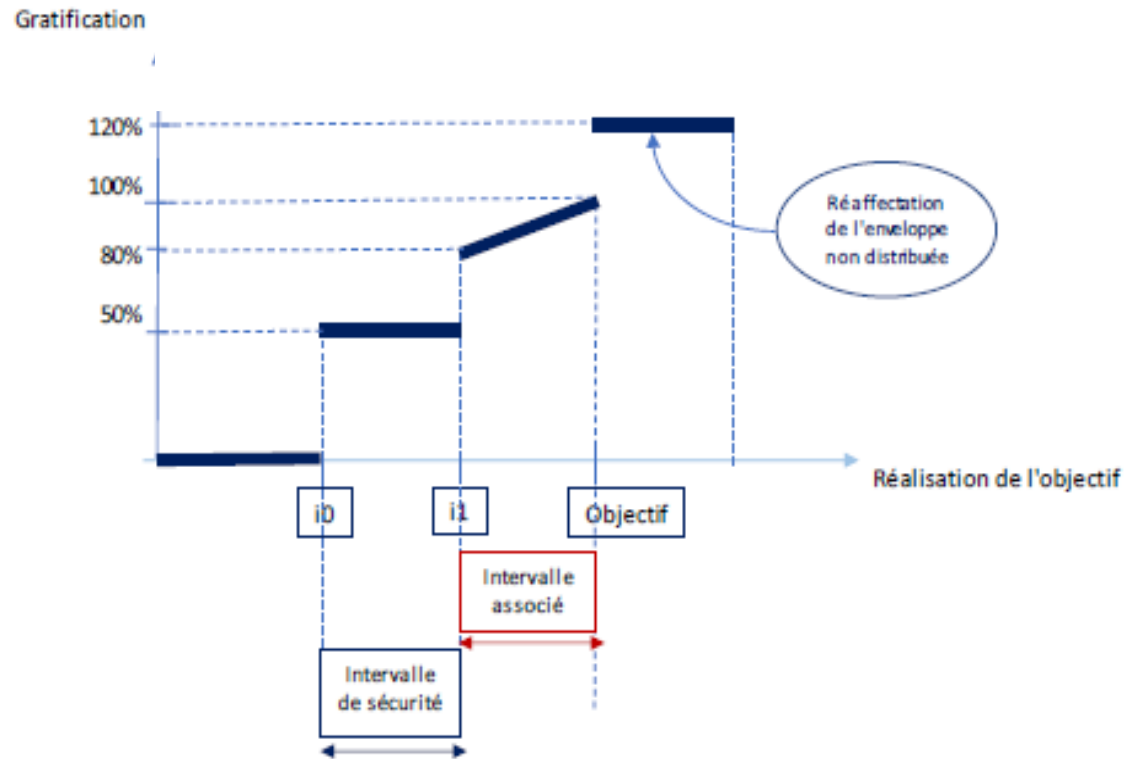 Gratification
120%
100%
80%
50%
Réaffectation
de l'enveloppe
non distribuée
Réalisation de l'objectif
i0
i1
Objectif
Intervalle
associé
Intervalle
de sécurité